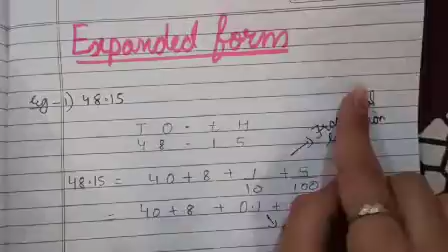 Expanded form
Eg-1) 48.15
T O . t H
4 8 . 1 5
48.15 = 40 + 8 + 1/10 + 5/100
= 40 + 8 + 0.1 +